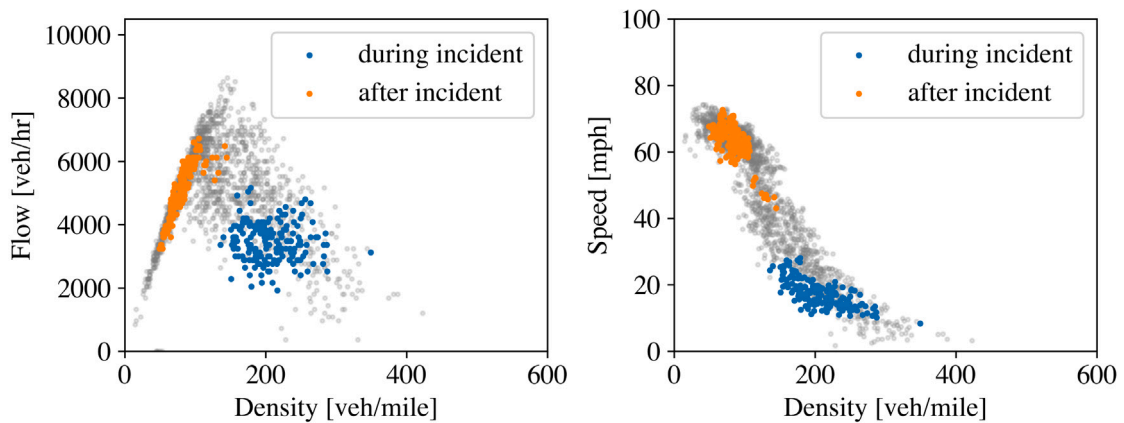 during incident
after incident
Flow [veh/hr]
10000
8000
6000
4000
2000
0
0 200 400 600
Density [veh/mile]
during incident
after incident
Speed [mph]
100
80
60
40
20
0
0 200 400 600
Density [veh/mile]